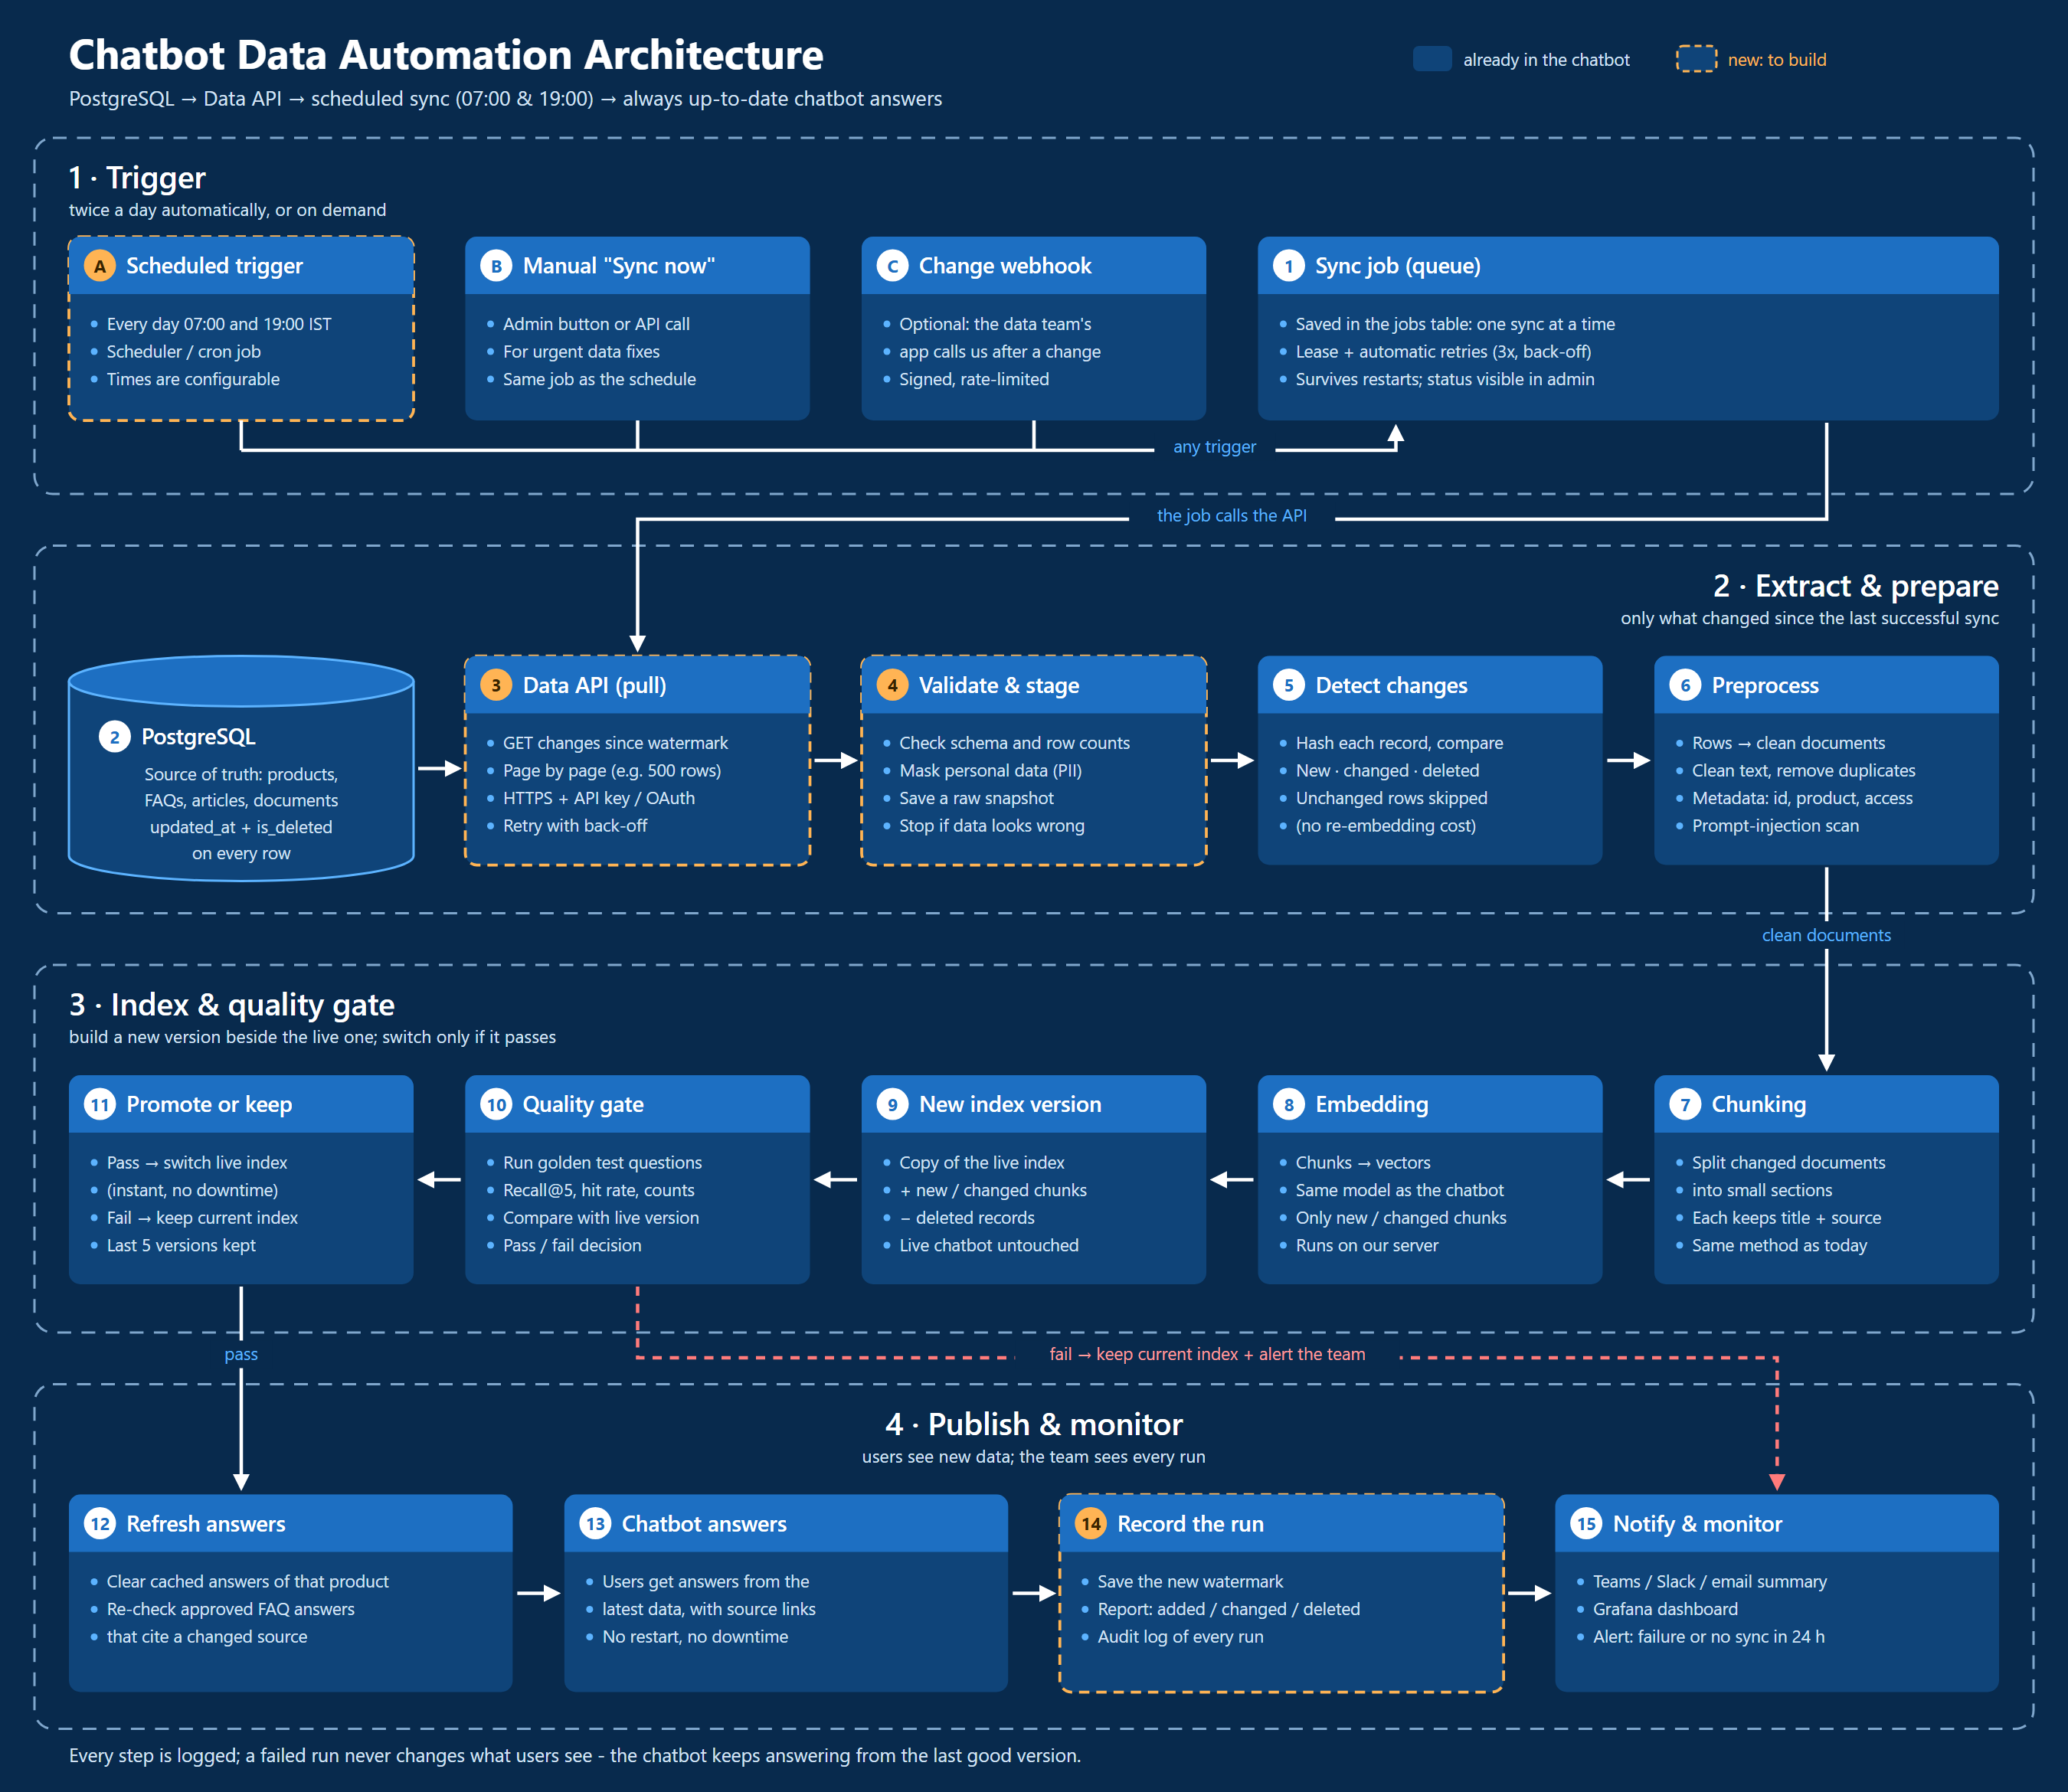 Chatbot Data Automation Architecture
PostgreSQL → Data API → scheduled sync (07:00 & 19:00) → always up-to-date chatbot answers
already in the chatbot
new: to build
1 · Trigger
twice a day automatically, or on demand
A Scheduled trigger
Every day 07:00 and 19:00 IST
Scheduler / cron job
Times are configurable
B Manual "Sync now"
Admin button or API call
For urgent data fixes
Same job as the schedule
C Change webhook
Optional: the data team's
app calls us after a change
Signed, rate-limited
1 Sync job (queue)
Saved in the jobs table: one sync at a time
Lease + automatic retries (3x, back-off)
Survives restarts; status visible in admin
any trigger
the job calls the API
2 · Extract & prepare
only what changed since the last successful sync
2 PostgreSQL
Source of truth: products,
FAQs, articles, documents
updated_at + is_deleted
on every row
3 Data API (pull)
GET changes since watermark
Page by page (e.g. 500 rows)
HTTPS + API key / OAuth
Retry with back-off
4 Validate & stage
Check schema and row counts
Mask personal data (PII)
Save a raw snapshot
Stop if data looks wrong
5 Detect changes
Hash each record, compare
New · changed · deleted
Unchanged rows skipped
(no re-embedding cost)
6 Preprocess
Rows → clean documents
Clean text, remove duplicates
Metadata: id, product, access
Prompt-injection scan
clean documents
3 · Index & quality gate
build a new version beside the live one; switch only if it passes
11 Promote or keep
Pass → switch live index
(instant, no downtime)
Fail → keep current index
Last 5 versions kept
10 Quality gate
Run golden test questions
Recall@5, hit rate, counts
Compare with live version
Pass / fail decision
9 New index version
Copy of the live index
+ new / changed chunks
− deleted records
Live chatbot untouched
8 Embedding
Chunks → vectors
Same model as the chatbot
Only new / changed chunks
Runs on our server
7 Chunking
Split changed documents
into small sections
Each keeps title + source
Same method as today
pass
fail → keep current index + alert the team
4 · Publish & monitor
users see new data; the team sees every run
12 Refresh answers
Clear cached answers of that product
Re-check approved FAQ answers
that cite a changed source
13 Chatbot answers
Users get answers from the
latest data, with source links
No restart, no downtime
14 Record the run
Save the new watermark
Report: added / changed / deleted
Audit log of every run
15 Notify & monitor
Teams / Slack / email summary
Grafana dashboard
Alert: failure or no sync in 24 h
Every step is logged; a failed run never changes what users see - the chatbot keeps answering from the last good version.